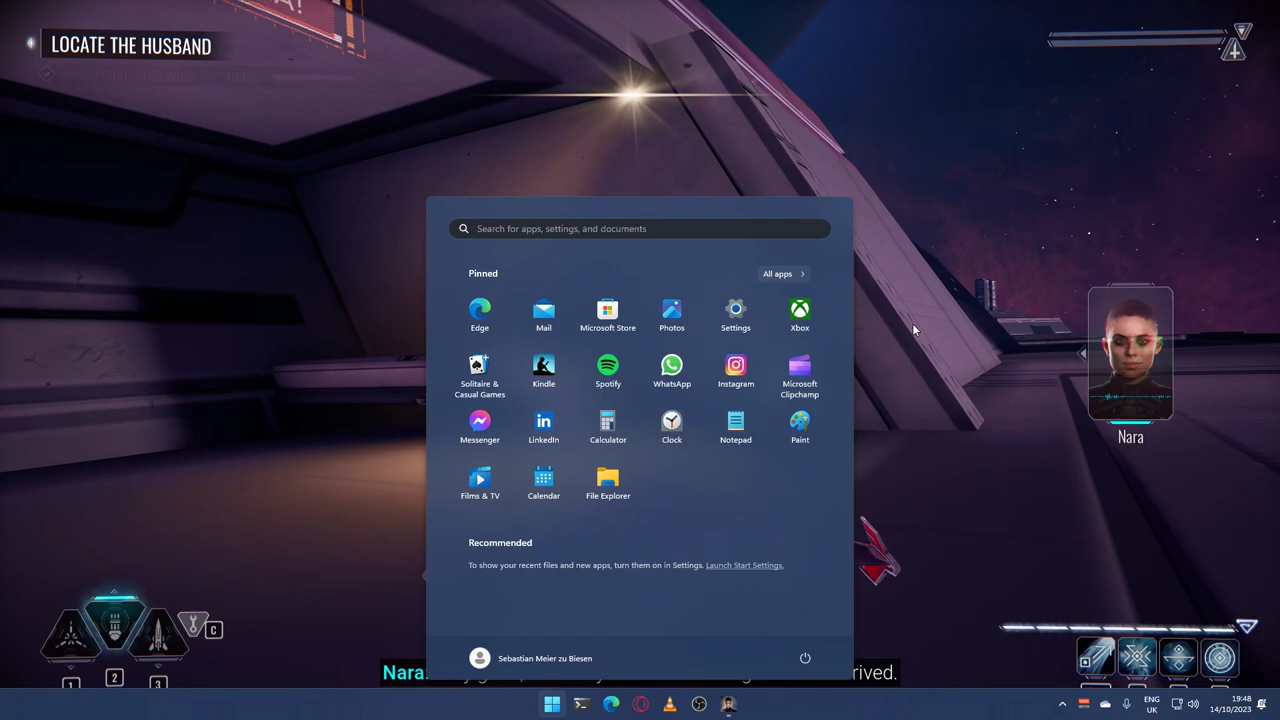 LOCATE THE HUSBAND
Search for apps, settings, and documents
Pinned
All apps
Edge
Mail
Microsoft Store
Photos
Settings
Xbox
Solitaire &
Casual Games
Kindle
Spotify
WhatsApp
Instagram
Microsoft
Clipchamp
Messenger
LinkedIn
Calculator
Clock
Notepad
Paint
Films & TV
Calendar
File Explorer
Nara
Recommended
To show your recent files and new apps, turn them on in Settings. Launch Start Settings.
C
1
2
3
Sebastian Meier zu Biesen
Nara: rived.
ENG
UK
19:48
14/10/2023